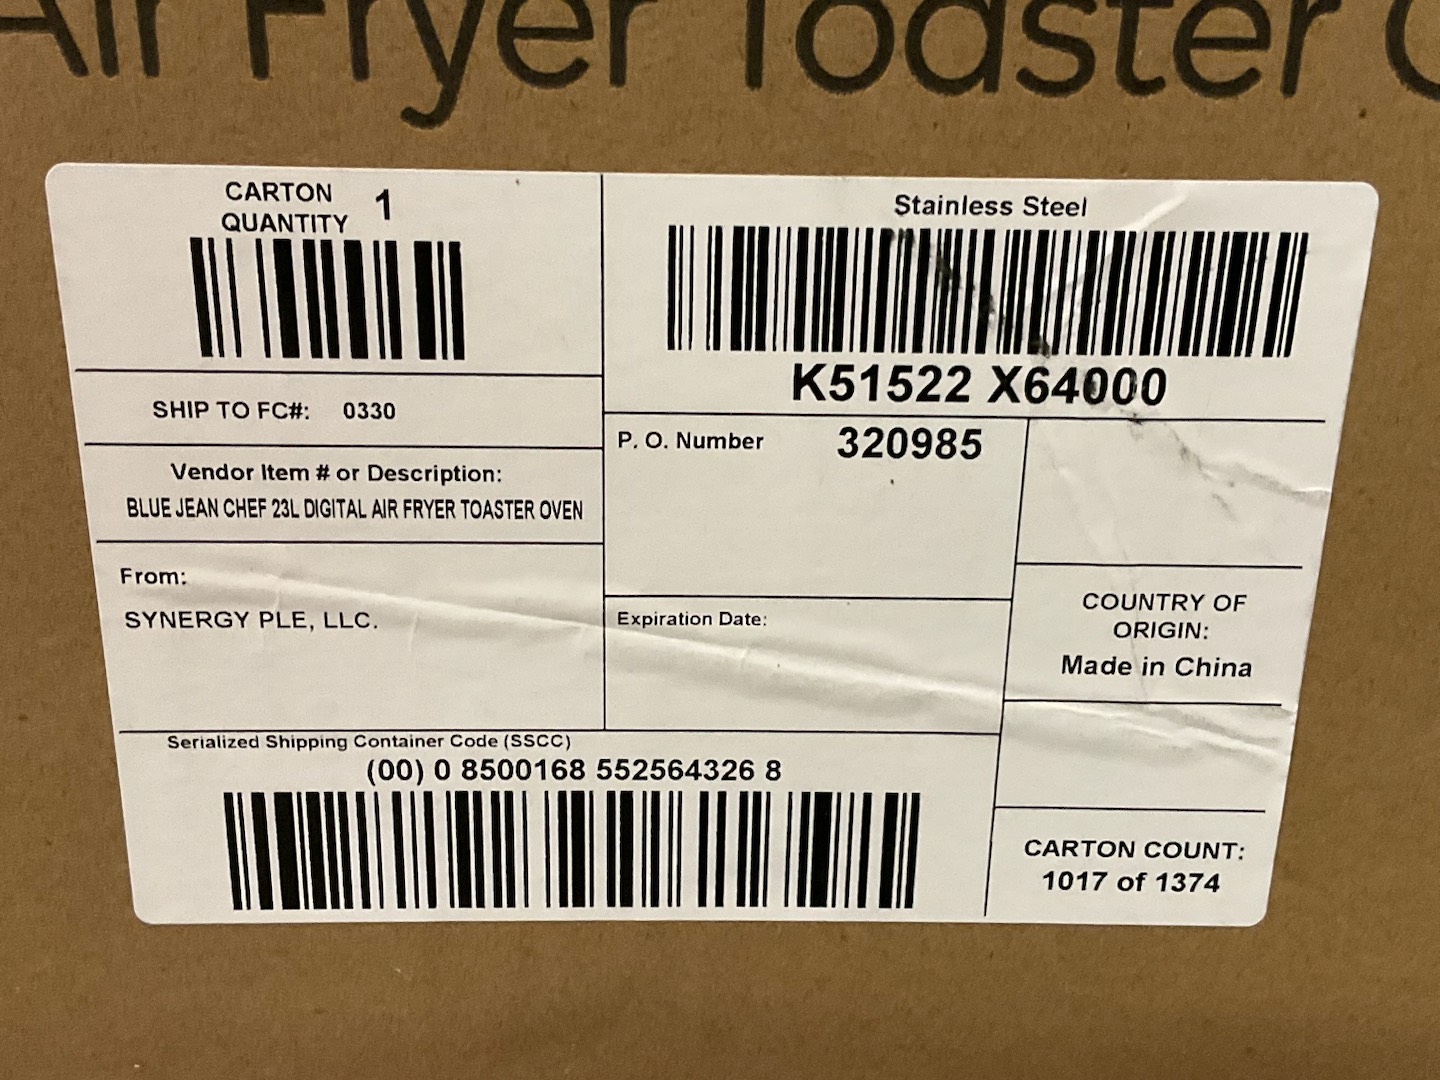 Air Fryer Toaster
CARTON QUANTITY 1
Stainless Steel
K51522 X64000
SHIP TO FC#: 0330
Vendor Item # or Description:
BLUE JEAN CHEF 23L DIGITAL AIR FRYER TOASTER OVEN
P. O. Number 320985
From:
SYNERGY PLE, LLC.
Expiration Date:
COUNTRY OF
ORIGIN:
Made in China
Serialized Shipping Container Code (SSCC)
(00) 0 8500168 552564326 8
CARTON COUNT:
1017 of 1374